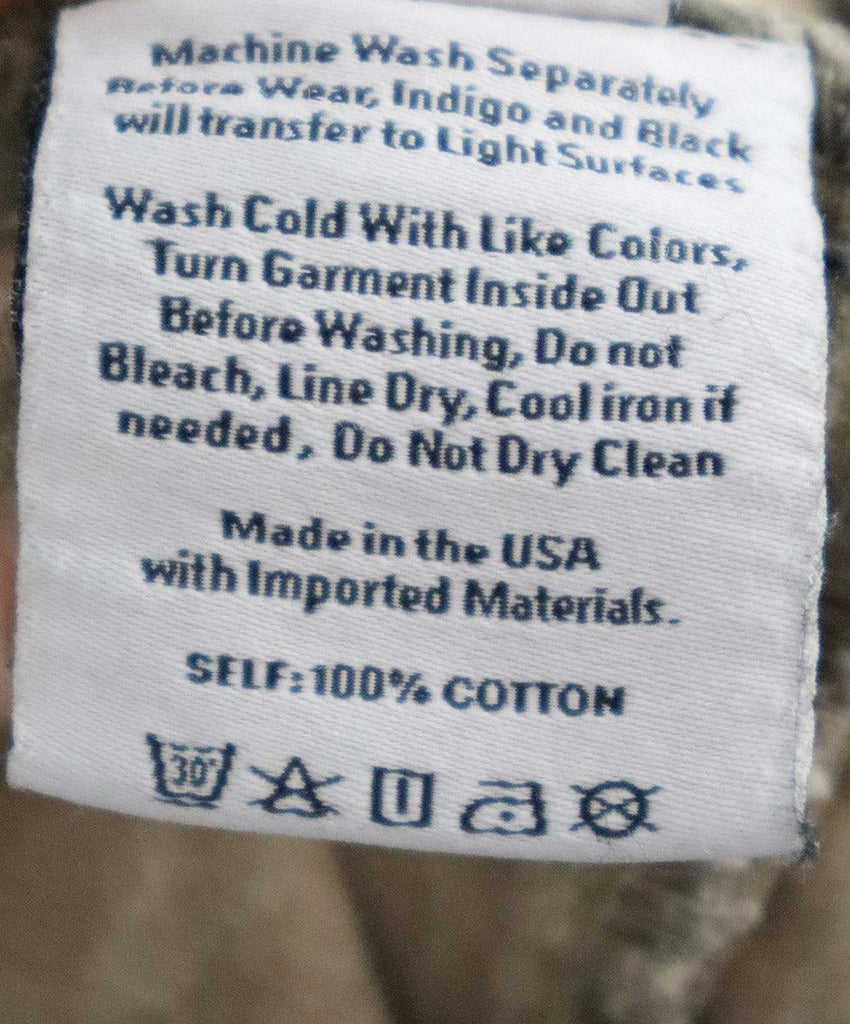 Machine Wash Separately
Before Wear, Indigo and Black
will transfer to Light Surfaces
Wash Cold With Like Colors,
Turn Garment Inside Out
Before Washing, Do not
Bleach, Line Dry, Cool iron if
needed, Do Not Dry Clean
Made in the USA
with Imported Materials.
SELF: 100% COTTON
30°